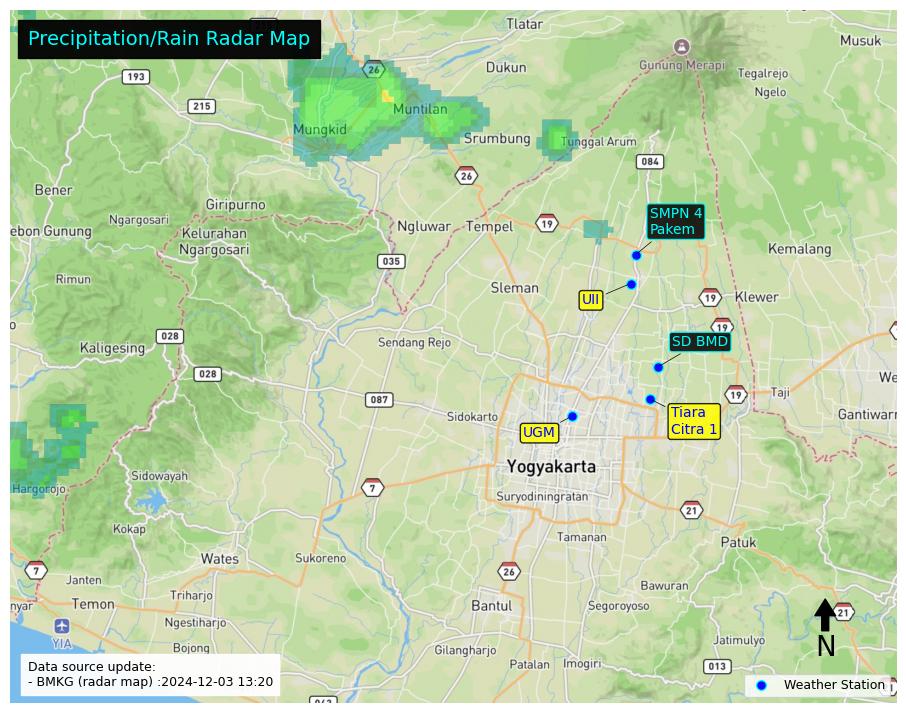 Precipitation/Rain Radar Map
Tlatar
Musuk
26
Dukun
Gunung Merapi
Tegalrejo
193
Ngelo
215
Muntilan
Mungkid
Srumbung
Tunggal Arum
084
26
Bener
Giripurno
SMPN 4
Pakem
Ngargosari
Ngluwar
Tempel
19
ebon Gunung
Kelurahan
Ngargosari
Kemalang
035
Rimun
Sleman
UII
19
Klewer
19
028
Sendang Rejo
SD BMD
Kaligesing
028
We
087
19
Taji
Sidokarto
Tiara
Citra 1
Gantiwarn
UGM
Yogyakarta
Sidowayah
Hargorojo
7
Suryodiningratan
21
Kokap
Tamanan
Patuk
Wates
Sukoreno
7
26
Janten
Bawuran
Triharjo
nyar
Temon
Bantul
Segoroyoso
21
Ngestiharjo
YIA
Jatimulyo
N
Bojong
Gilangharjo
Patalan
Imogiri
013
Data source update:
- BMKG (radar map) :2024-12-03 13:20
Weather Station